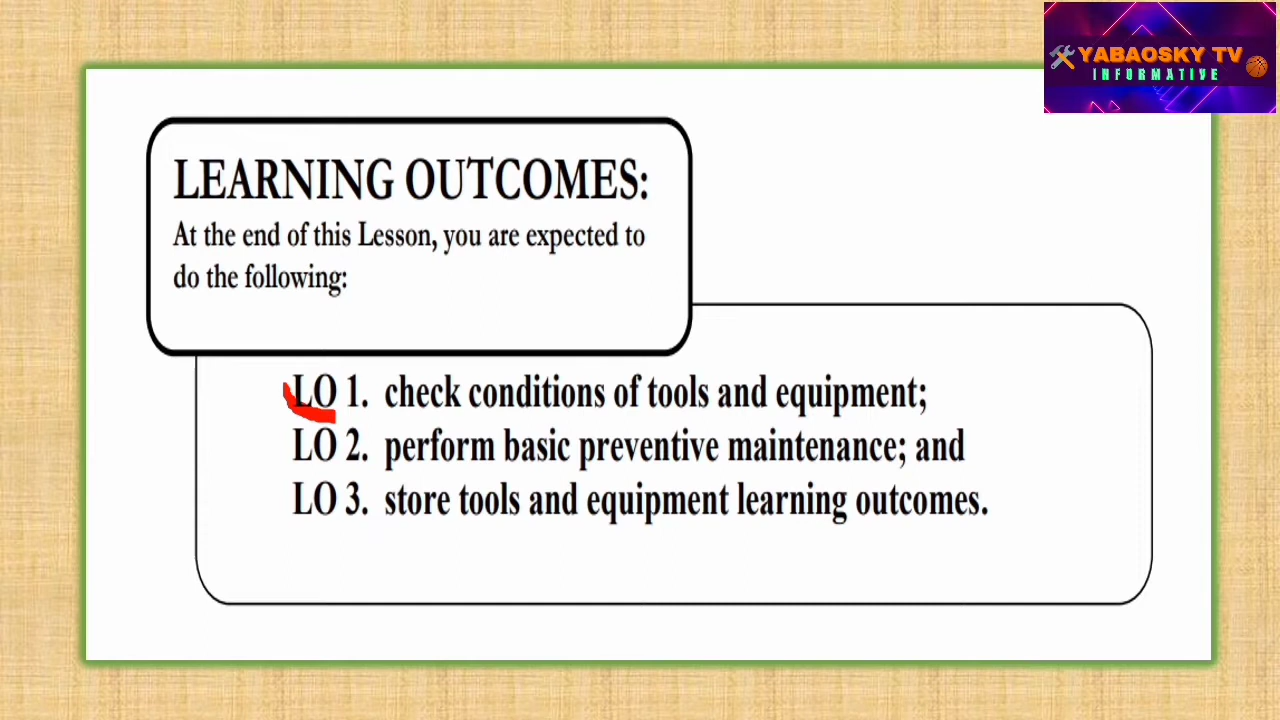 YABAOSKY TV
INFORMATIVE
LEARNING OUTCOMES:
At the end of this Lesson, you are expected to
do the following:
LO 1. check conditions of tools and equipment;
LO 2. perform basic preventive maintenance; and
LO 3. store tools and equipment learning outcomes.